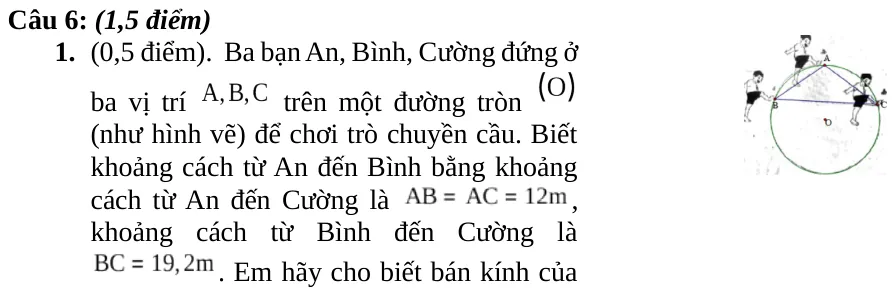 Câu 6: (1,5 điểm)
1. (0,5 điểm). Ba bạn An, Bình, Cường đứng ở
ba vị trí A,B,C trên một đường tròn (O)
(như hình vẽ) để chơi trò chuyền cầu. Biết
khoảng cách từ An đến Bình bằng khoảng
cách từ An đến Cường là AB = AC = 12m,
khoảng cách từ Bình đến Cường là
BC = 19,2m. Em hãy cho biết bán kính của
A
B
C
O